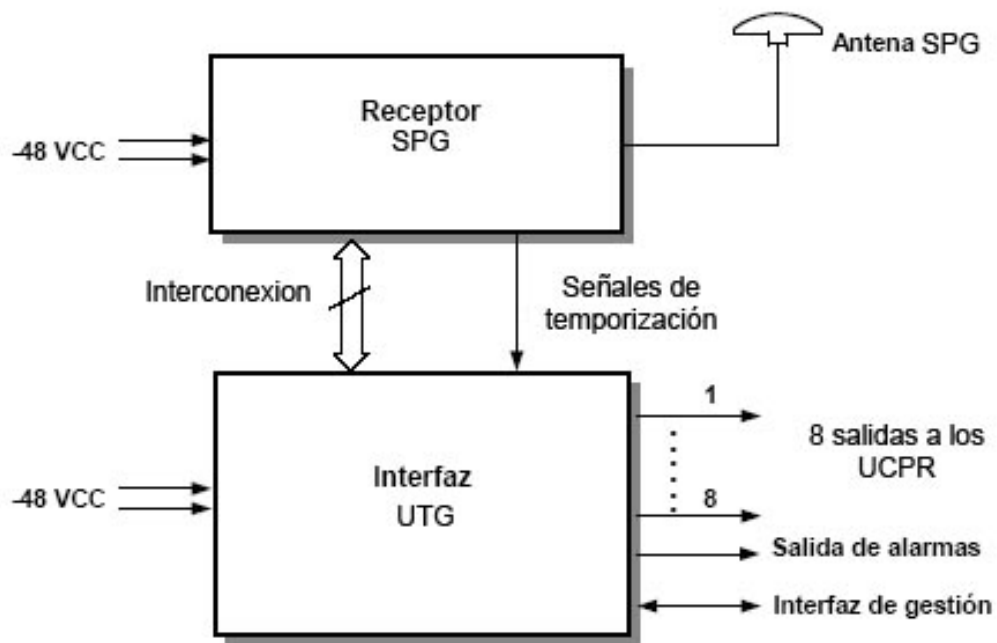 Antena SPG
Receptor
SPG
-48 VCC
Interconexion
Señales de
temporización
1
8 salidas a los
UCPR
Interfaz
UTG
-48 VCC
8
Salida de alarmas
Interfaz de gestión